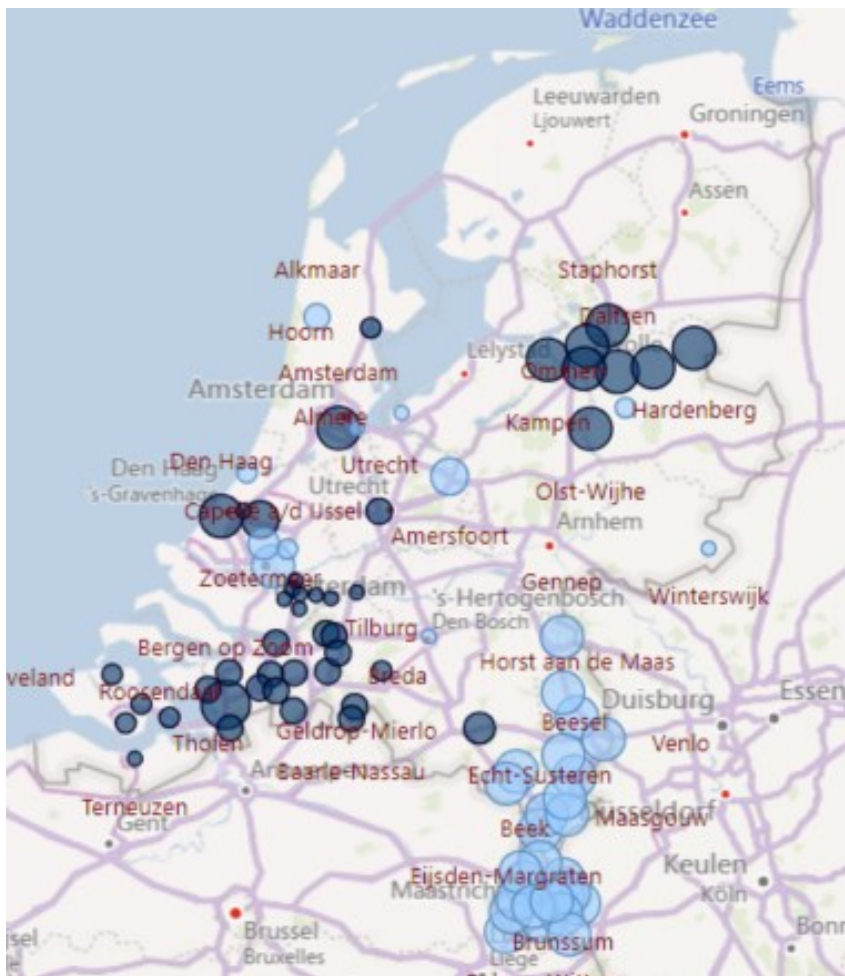 Waddenzee
Eems
Leeuwarden
Ljouwert
Groningen
Assen
Alkmaar
Staphorst
Hoorn
Dalfsen
Lelystad
Amsterdam
Ommen
Amsterdam
Almere
Kampen
Hardenberg
Den Haag
Den Haag
Utrecht
's-Gravenhage
Utrecht
Olst-Wijhe
Capelle a/d IJssel
Amersfoort
Arnhem
Zoetermeer
Gennep
's-Hertogenbosch
Winterswijk
Den Bosch
Tilburg
Bergen op Zoom
Horst aan de Maas
eveland
Breda
Roosendaal
Duisburg
Essen
Beesel
Tholen
Geldrop-Mierlo
Venlo
Baarle-Nassau
Echt-Susteren
Terneuzen
Maasgouw
Gent
Beek
Keulen
Eijsden-Margraten
Köln
Brussel
Brunssum
Bruxelles
Liege